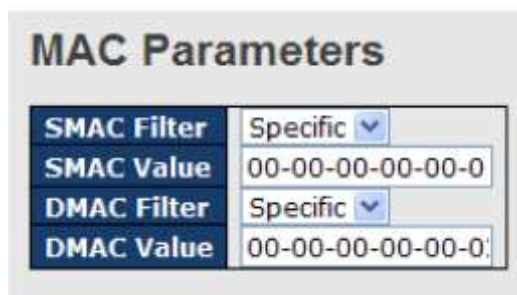 MAC Parameters
SMAC Filter Specific
SMAC Value 00-00-00-00-00-0
DMAC Filter Specific
DMAC Value 00-00-00-00-00-0